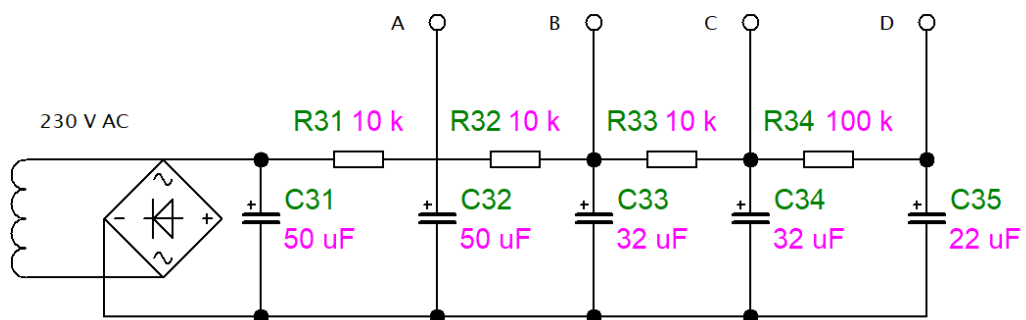 A B C D
230 V AC
R31 10 k R32 10 k R33 10 k R34 100 k
~
- +
~
+ C31 + C32 + C33 + C34 + C35
50 uF 50 uF 32 uF 32 uF 22 uF